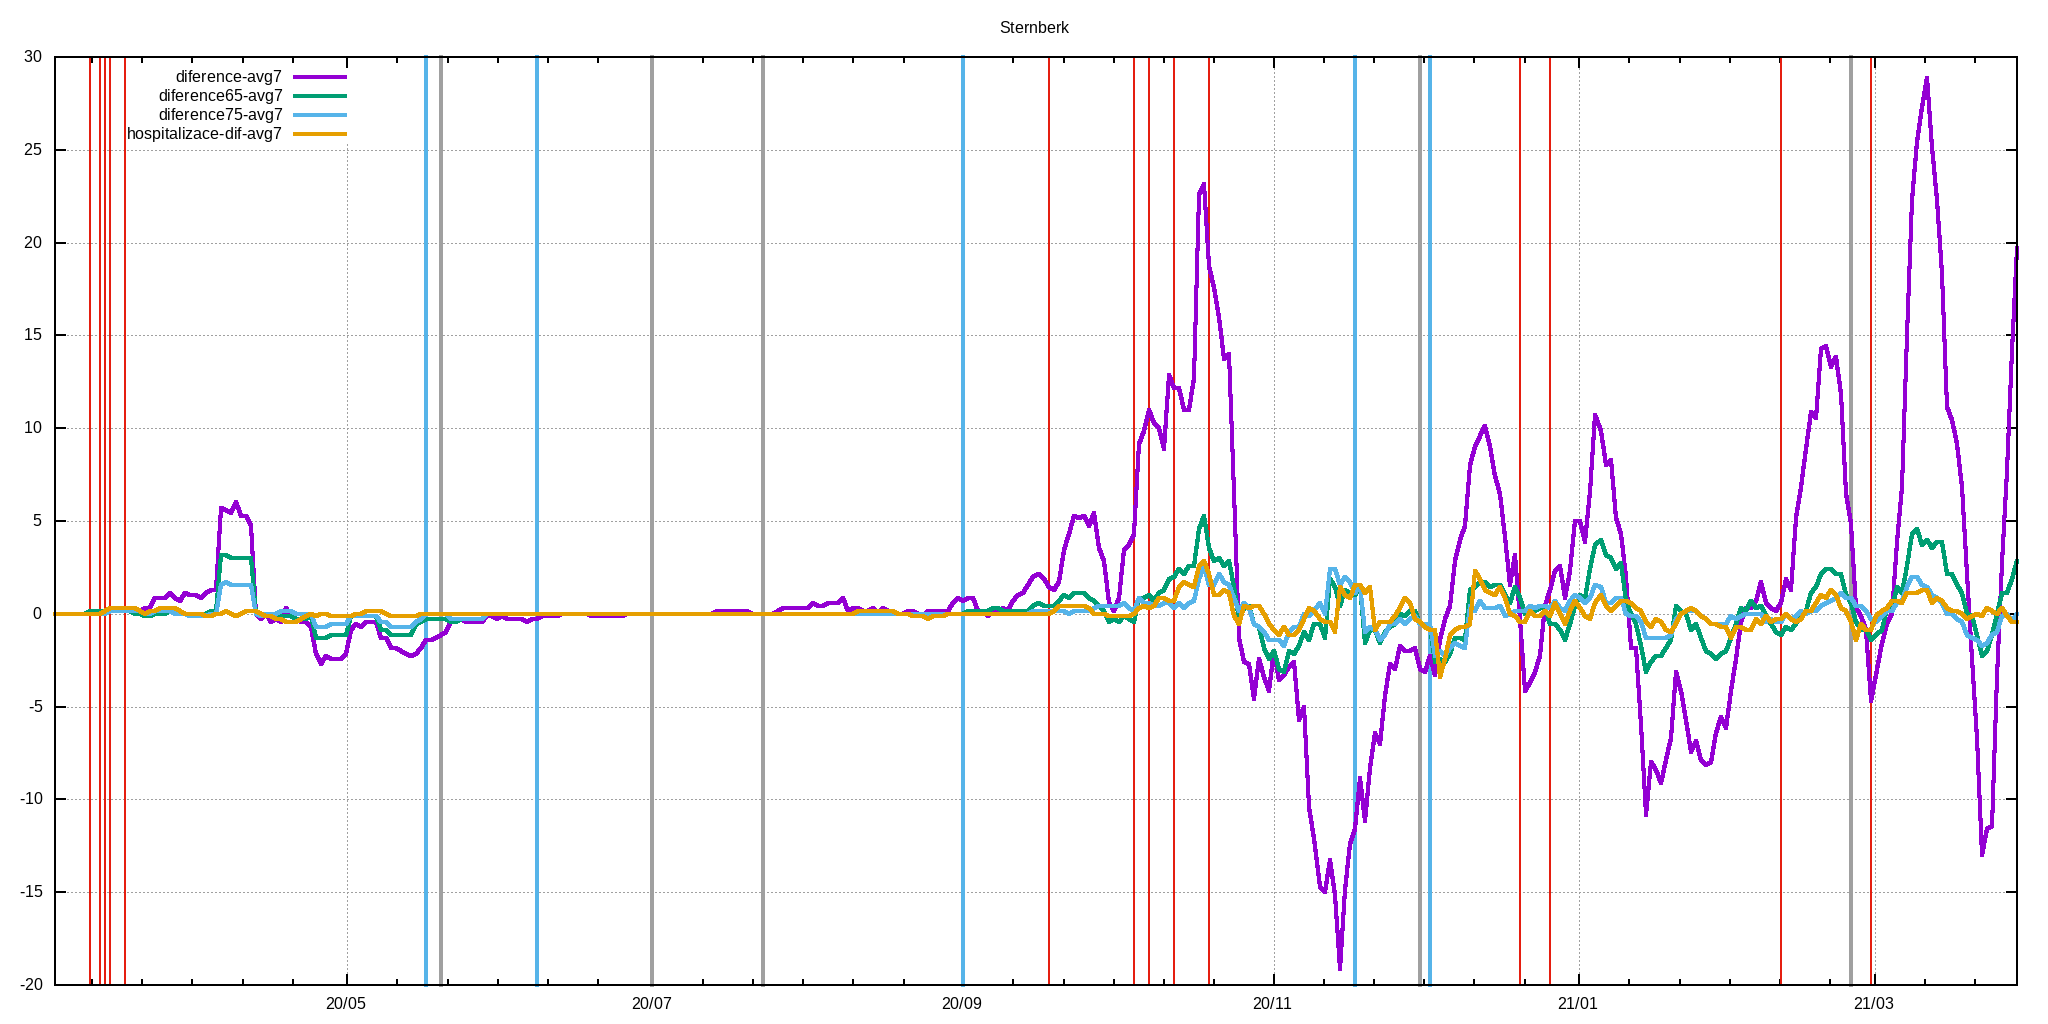 Sternberk
30
diference-avg7
diference65-avg7
diference75-avg7
hospitalizace-dif-avg7
25
20
15
10
5
0
-5
-10
-15
-20
20/05 20/07 20/09 20/11 21/01 21/03